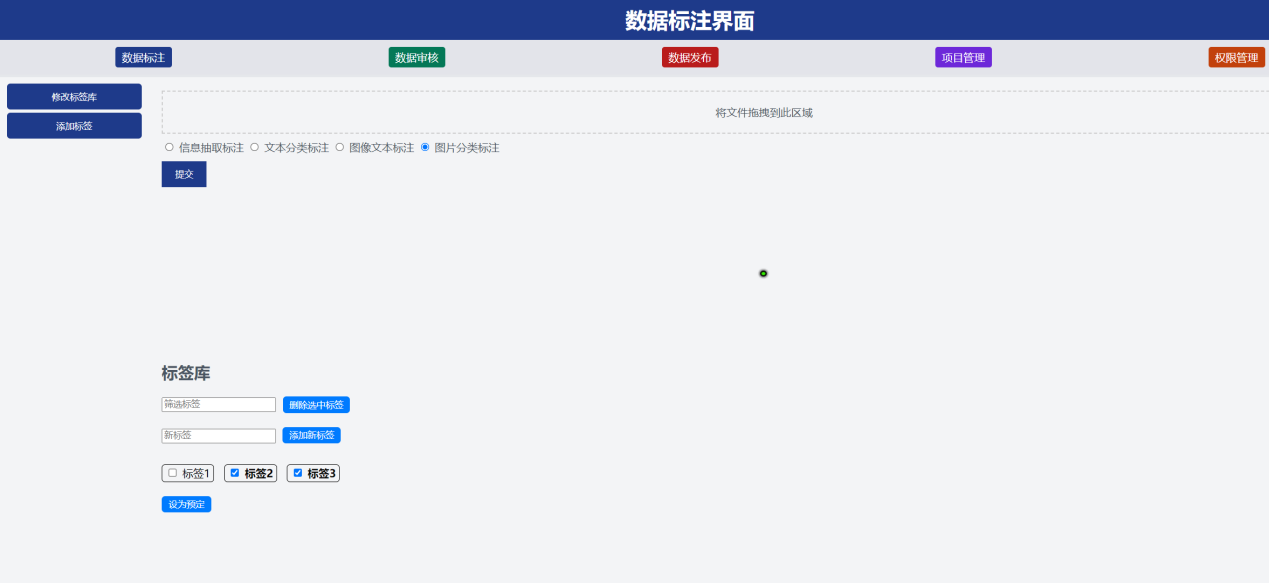 数据标注界面
数据标注 数据审核 数据发布 项目管理 权限管理
修改标签库
添加标签
将文件拖拽到此区域
信息抽取标注 文本分类标注 图像文本标注 图片分类标注
提交
标签库
筛选标签 删除选中标签
新标签 添加新标签
标签1 标签2 标签3
设为预定